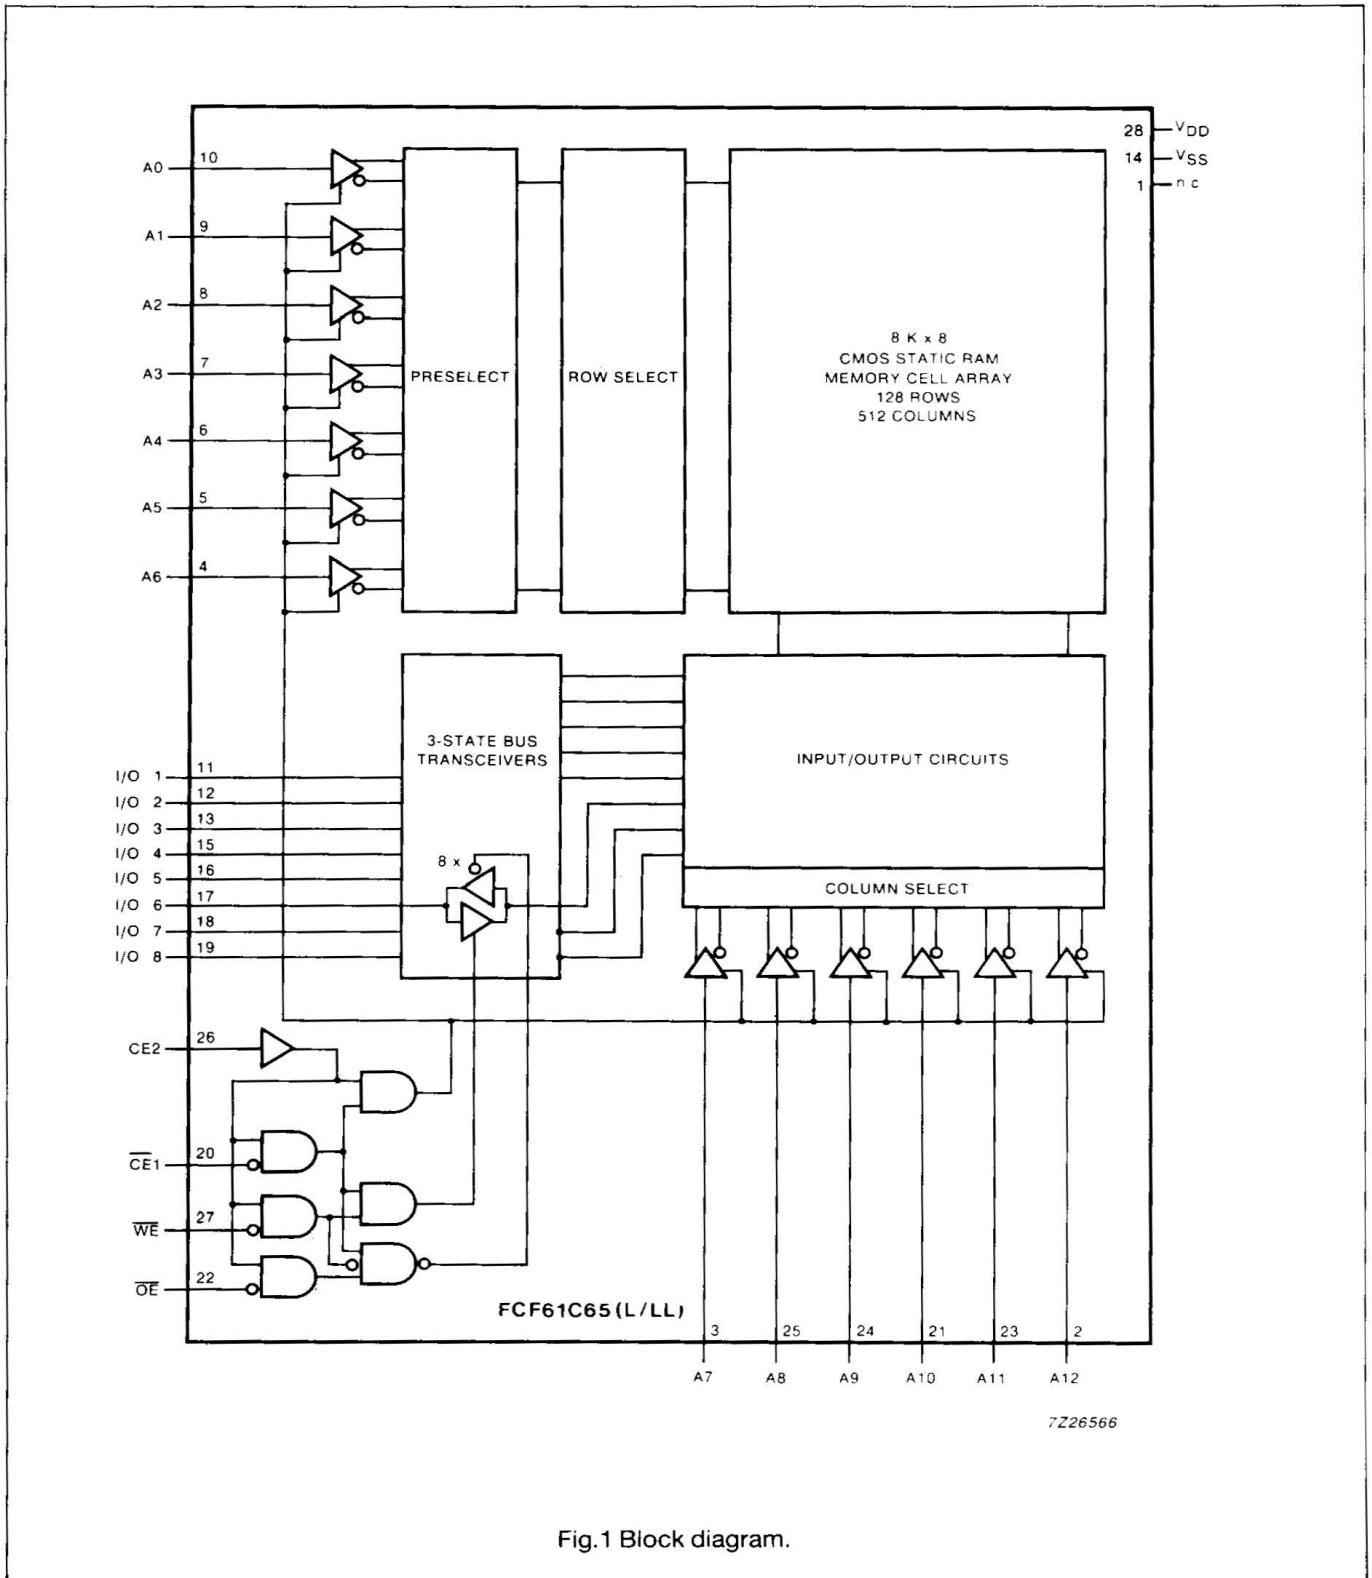 28 VDD
14 VSS
1 n c
A0 10
A1 9
A2 8
A3 7
A4 6
A5 5
A6 4
PRESELECT
ROW SELECT
8 K x 8
CMOS STATIC RAM
MEMORY CELL ARRAY
128 ROWS
512 COLUMNS
3-STATE BUS
TRANSCEIVERS
8 x
INPUT/OUTPUT CIRCUITS
COLUMN SELECT
I/O 1 11
I/O 2 12
I/O 3 13
I/O 4 15
I/O 5 16
I/O 6 17
I/O 7 18
I/O 8 19
CE2 26
C̅E̅1 20
W̅E̅ 27
O̅E̅ 22
FCF61C65(L/LL)
3 25 24 21 23 2
A7 A8 A9 A10 A11 A12
7Z26566
Fig.1 Block diagram.